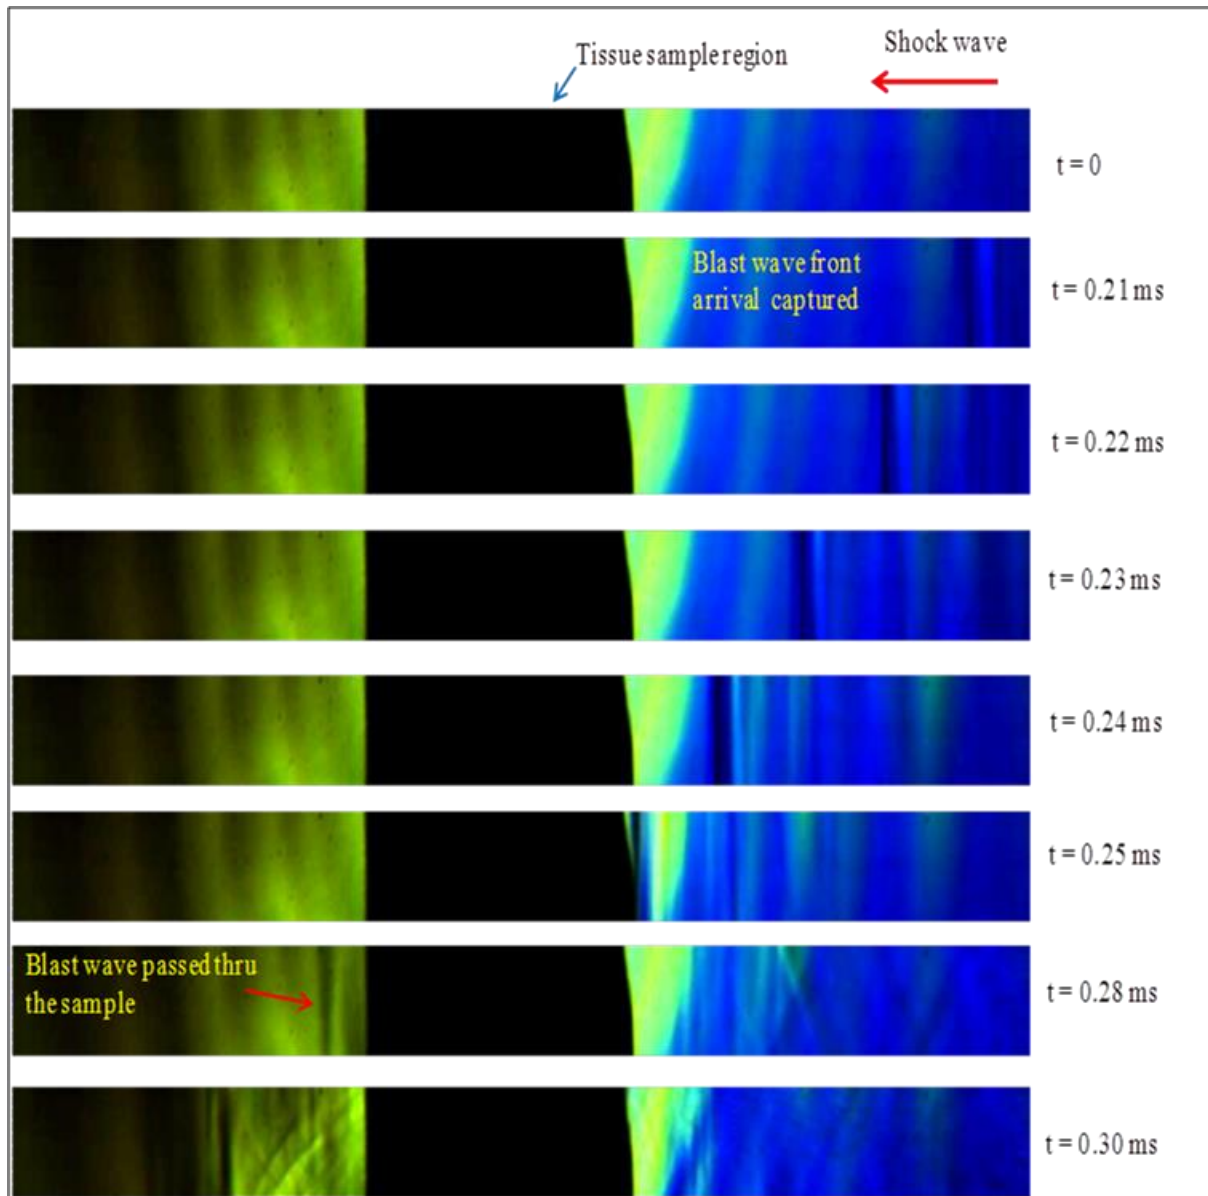 Tissue sample region
Shock wave
t = 0
Blast wave front
arrival captured
t = 0.21 ms
t = 0.22 ms
t = 0.23 ms
t = 0.24 ms
t = 0.25 ms
Blast wave passed thru
the sample
t = 0.28 ms
t = 0.30 ms